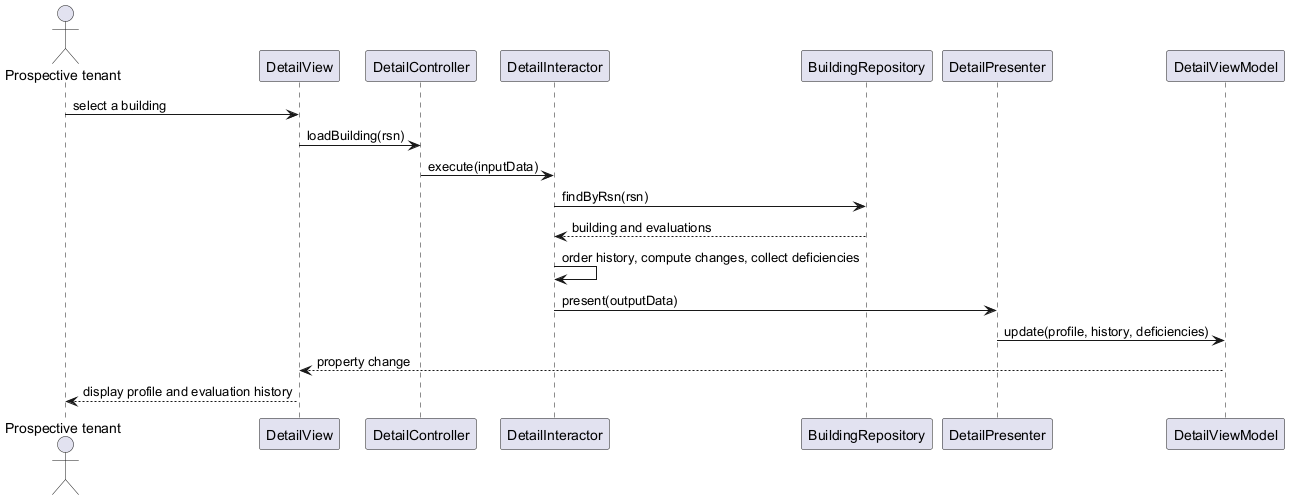 Prospective tenant
DetailView
DetailController
DetailInteractor
BuildingRepository
DetailPresenter
DetailViewModel
select a building
loadBuilding(rsn)
execute(inputData)
findByRsn(rsn)
building and evaluations
order history, compute changes, collect deficiencies
present(outputData)
update(profile, history, deficiencies)
property change
display profile and evaluation history
Prospective tenant
DetailView
DetailController
DetailInteractor
BuildingRepository
DetailPresenter
DetailViewModel